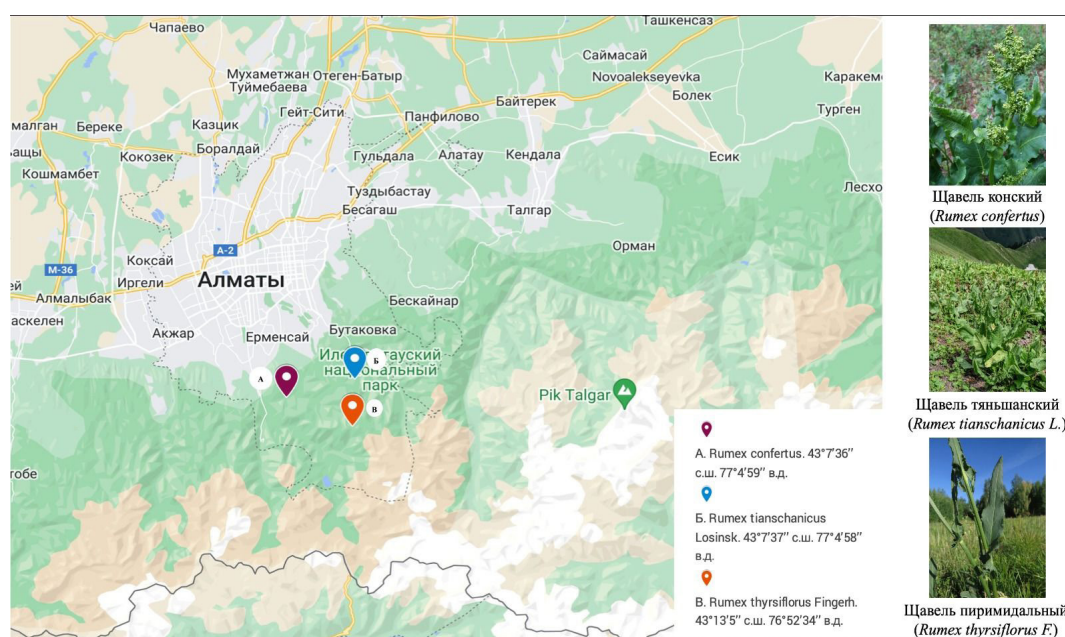 Чапаево
Ташкенсаз
Саймасай
Мухаметжан
Туймебаева
Отеген-Батыр
Novoalekseyevka
Болек
Каракем
Гейт-Сити
Байтерек
Турген
Панфилово
малган
Береке
Казцик
Боралдай
Кокозек
Гульдала
Алатау
Кендала
Есик
ащы
Кошмамбет
Туздыбастау
Лесхо
Бесагаш
Талгар
Орман
А-2
Коксай
М-36
Иргели
Алматы
ей
Алмалыбак
Бескайнар
аскелен
Акжар
Ерменсай
Бутаковка
Б
национальный
парк
А
В
Pik Talgar
тобе
А. Rumex confertus. 43°7'36’’
с.ш. 77°4’59’’ в.д.
Б. Rumex tianschanicus
Losinsk. 43°7’37’’ с.ш. 77°4’58’’
в.д.
В. Rumex thyrsiflorus Fingerh.
43°13’5’’ с.ш. 76°52’34’’ в.д.
Щавель конский
(Rumex confertus)
Щавель тяньшанский
(Rumex tianschanicus L.)
Щавель пиримидальный
(Rumex thyrsiflorus F.)